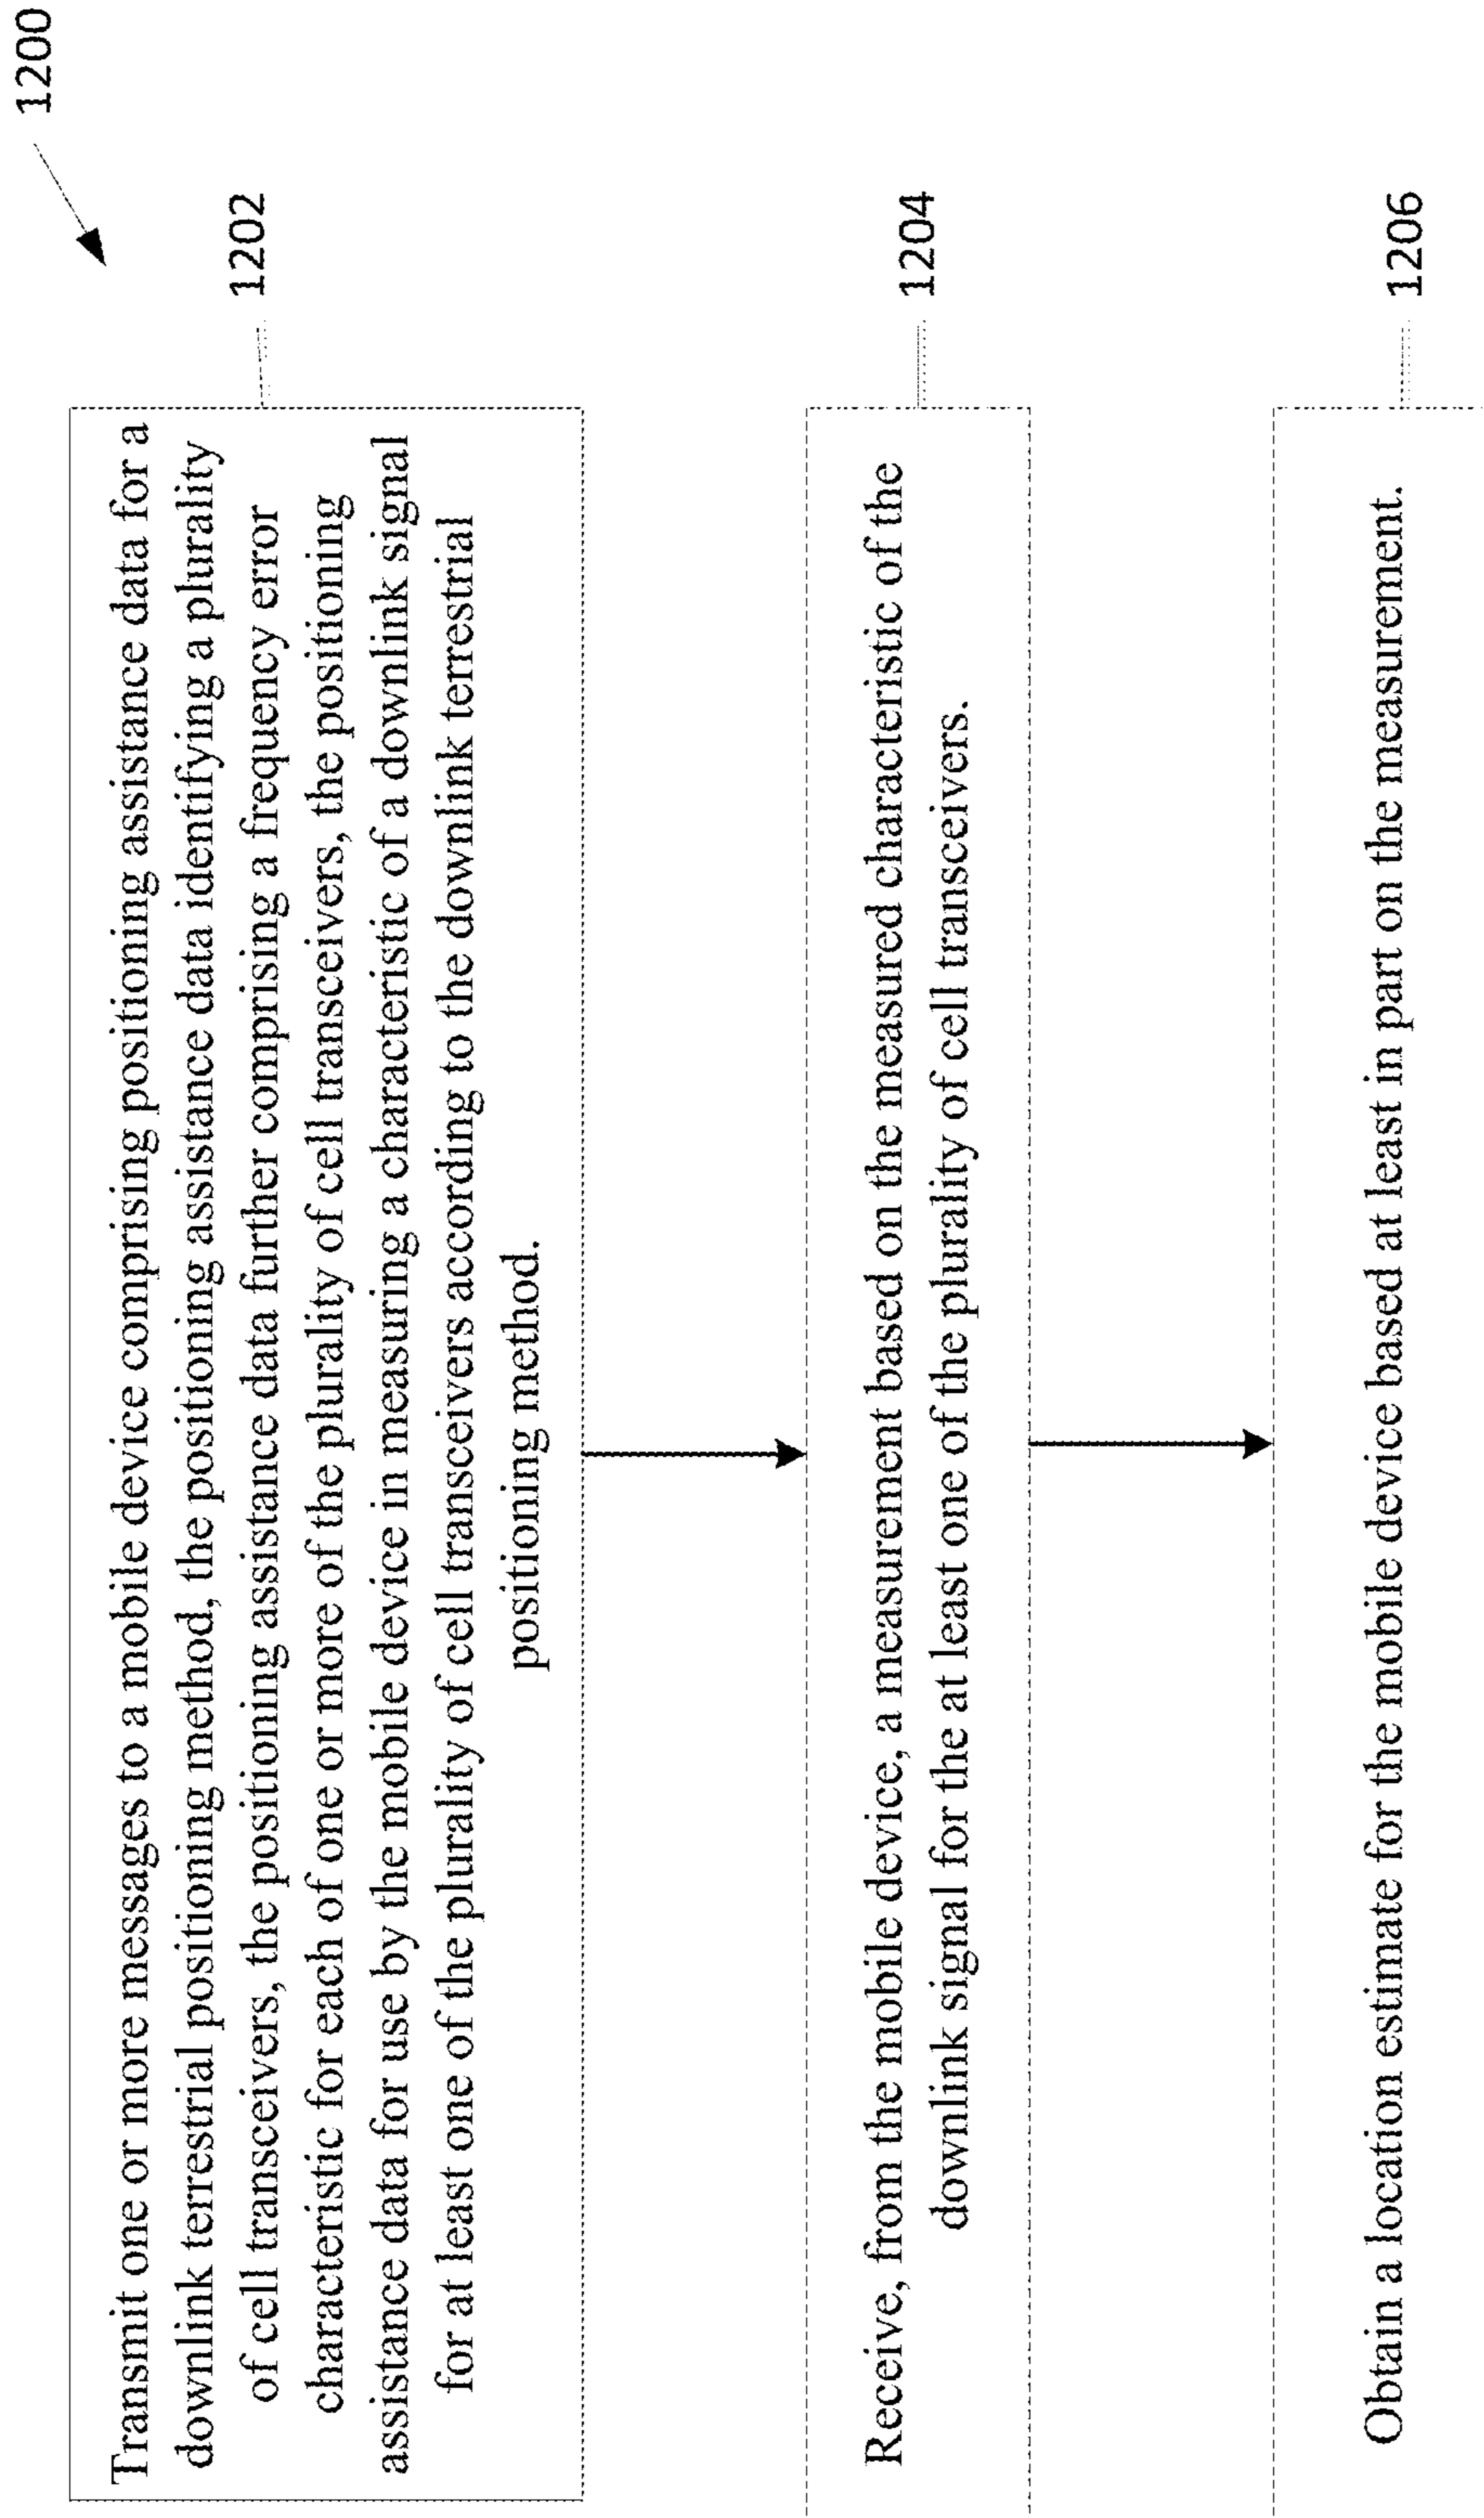 1200
Transmit one or more messages to a mobile device comprising positioning assistance data for a
downlink terrestrial positioning method, the positioning assistance data identifying a plurality
of cell transceivers, the positioning assistance data further comprising a frequency error
characteristic for each of one or more of the plurality of cell transceivers, the positioning
assistance data for use by the mobile device in measuring a characteristic of a downlink signal
for at least one of the plurality of cell transceivers according to the downlink terrestrial
positioning method.
1202
Receive, from the mobile device, a measurement based on the measured characteristic of the
downlink signal for the at least one of the plurality of cell transceivers.
1204
Obtain a location estimate for the mobile device based at least in part on the measurement.
1206